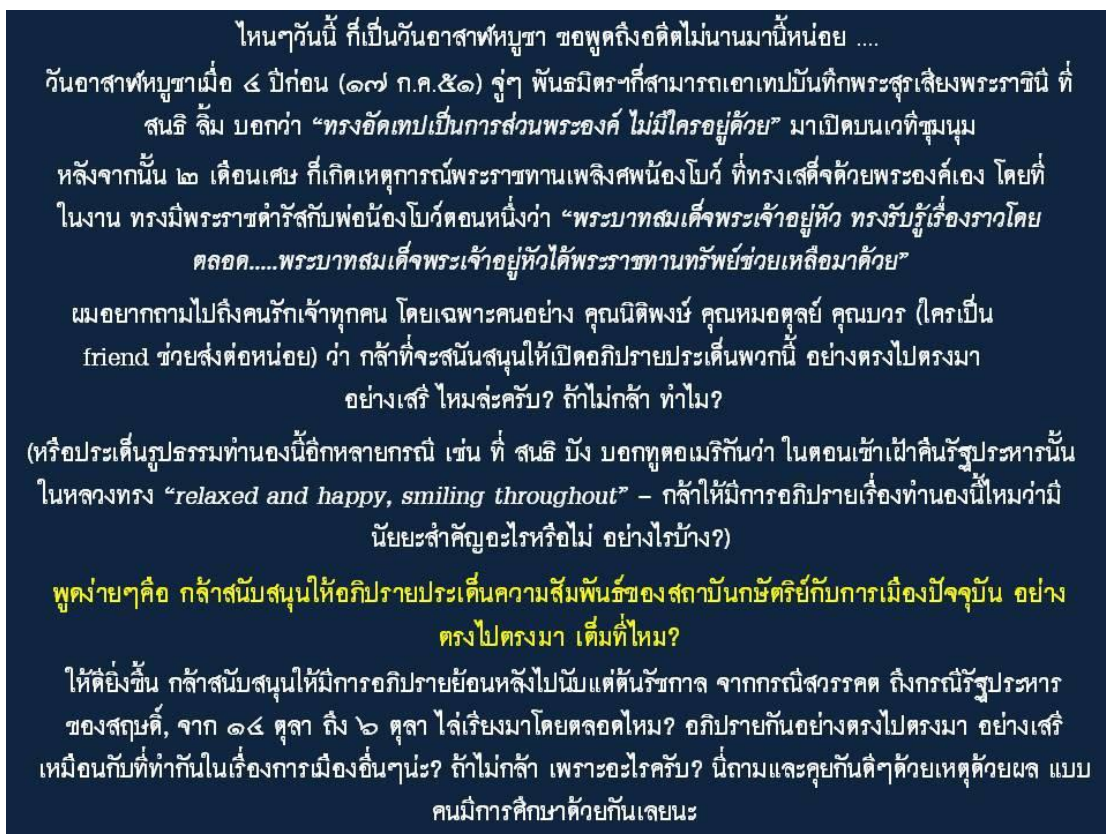 ไหนๆวันนี้ ก็เป็นวันอาสาฬหบูชา ขอพูดถึงอดีตไม่นานมานี้หน่อย ....
วันอาสาฬหบูชาเมื่อ ๔ ปีก่อน (๑๗ ก.ค.๕๑) จู่ๆ พันธมิตรฯก็สามารถเอาเทปบันทึกพระสุรเสียงพระราชินี ที่
สนธิ ลิ้ม บอกว่า “ทรงอัดเทปเป็นการส่วนพระองค์ ไม่มีใครอยู่ด้วย” มาเปิดบนเวทีชุมนุม
หลังจากนั้น ๒ เดือนเศษ ก็เกิดเหตุการณ์พระราชทานเพลิงศพน้องโบว์ ที่ทรงเสด็จด้วยพระองค์เอง โดยที่
ในงาน ทรงมีพระราชดำรัสกับพ่อน้องโบว์ตอนหนึ่งว่า “พระบาทสมเด็จพระเจ้าอยู่หัว ทรงรับรู้เรื่องราวโดย
ตลอด.....พระบาทสมเด็จพระเจ้าอยู่หัวได้พระราชทานทรัพย์ช่วยเหลือมาด้วย”
ผมอยากถามไปถึงคนรักเจ้าทุกคน โดยเฉพาะคนอย่าง คุณนิติพงษ์ คุณหมอตุลย์ คุณบวร (ใครเป็น
friend ช่วยส่งต่อหน่อย) ว่า กล้าที่จะสนันสนุนให้เปิดอภิปรายประเด็นพวกนี้ อย่างตรงไปตรงมา
อย่างเสรี ไหมล่ะครับ? ถ้าไม่กล้า ทำไม?
(หรือประเด็นรูปธรรมทำนองนี้อีกหลายกรณี เช่น ที่ สนธิ บัง บอกทูตอเมริกันว่า ในตอนเข้าเฝ้าคืนรัฐประหารนั้น
ในหลวงทรง “relaxed and happy, smiling throughout” – กล้าให้มีการอภิปรายเรื่องทำนองนี้ไหมว่ามี
นัยยะสำคัญอะไรหรือไม่ อย่างไรบ้าง?)
พูดง่ายๆคือ กล้าสนับสนุนให้อภิปรายประเด็นความสัมพันธ์ของสถาบันกษัตริย์กับการเมืองปัจจุบัน อย่าง
ตรงไปตรงมา เต็มที่ไหม?
ให้ดียิ่งขึ้น กล้าสนับสนุนให้มีการอภิปรายย้อนหลังไปนับแต่ต้นรัชกาล จากกรณีสวรรคต ถึงกรณีรัฐประหาร
ของสฤษดิ์, จาก ๑๔ ตุลา ถึง ๖ ตุลา ไล่เรียงมาโดยตลอดไหม? อภิปรายกันอย่างตรงไปตรงมา อย่างเสรี
เหมือนกับที่ทำกันในเรื่องการเมืองอื่นๆน่ะ? ถ้าไม่กล้า เพราะอะไรครับ? นี่ถามและคุยกันดีๆด้วยเหตุด้วยผล แบบ
คนมีการศึกษาด้วยกันเลยนะ